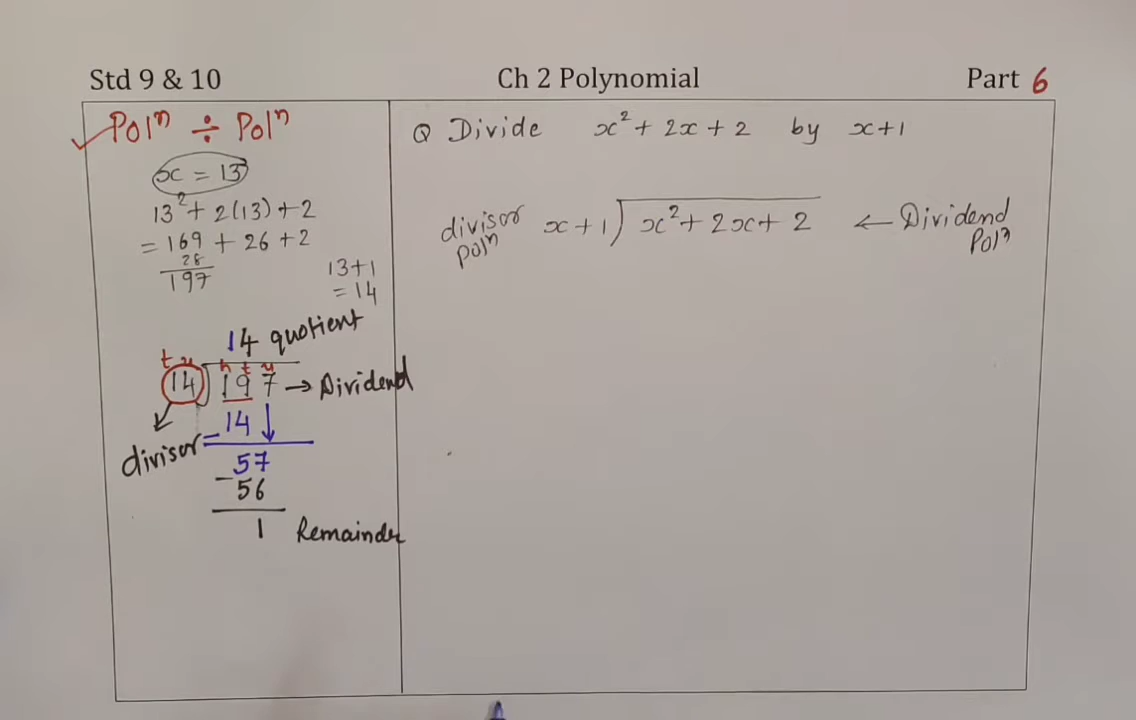 Std 9 & 10 Ch 2 Polynomial Part 6
Polⁿ ÷ Polⁿ
x = 13
13² + 2(13) + 2
= 169 + 26 + 2
28
197
13+1
= 14
14 quotient
t u h t u
14 197 → Dividend
14
divisor =
57
- 56
1 Remainder
Q Divide x² + 2x + 2 by x+1
divisor polⁿ x + 1) x² + 2x + 2 ← Dividend Polⁿ